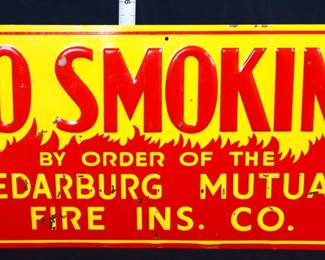 O SMOKIN
BY ORDER OF THE
EDARBURG MUTUA
FIRE INS. CO.